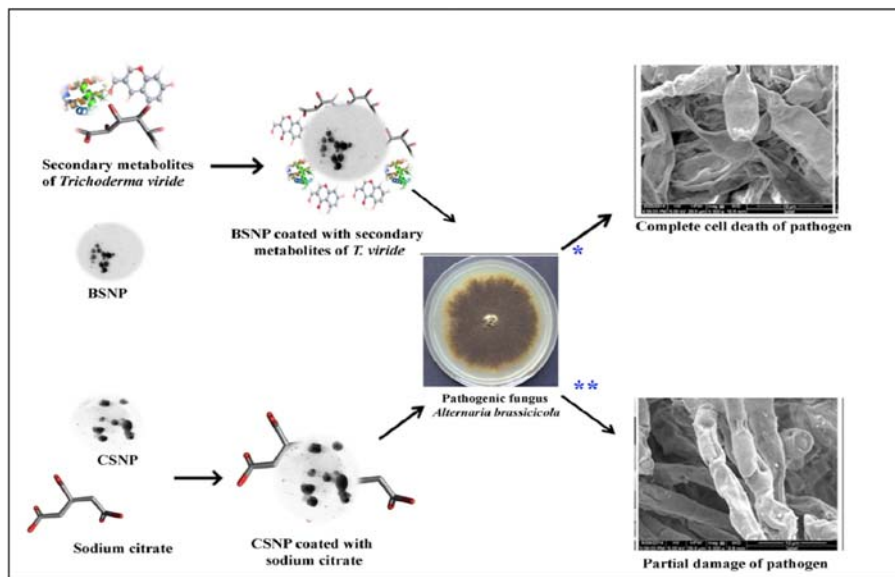 Secondary metabolites
of Trichoderma viride
BSNP
BSNP coated with secondary
metabolites of T. viride
CSNP
Sodium citrate
CSNP coated with
sodium citrate
Pathogenic fungus
Alternaria brassicicola
*
**
Complete cell death of pathogen
Partial damage of pathogen